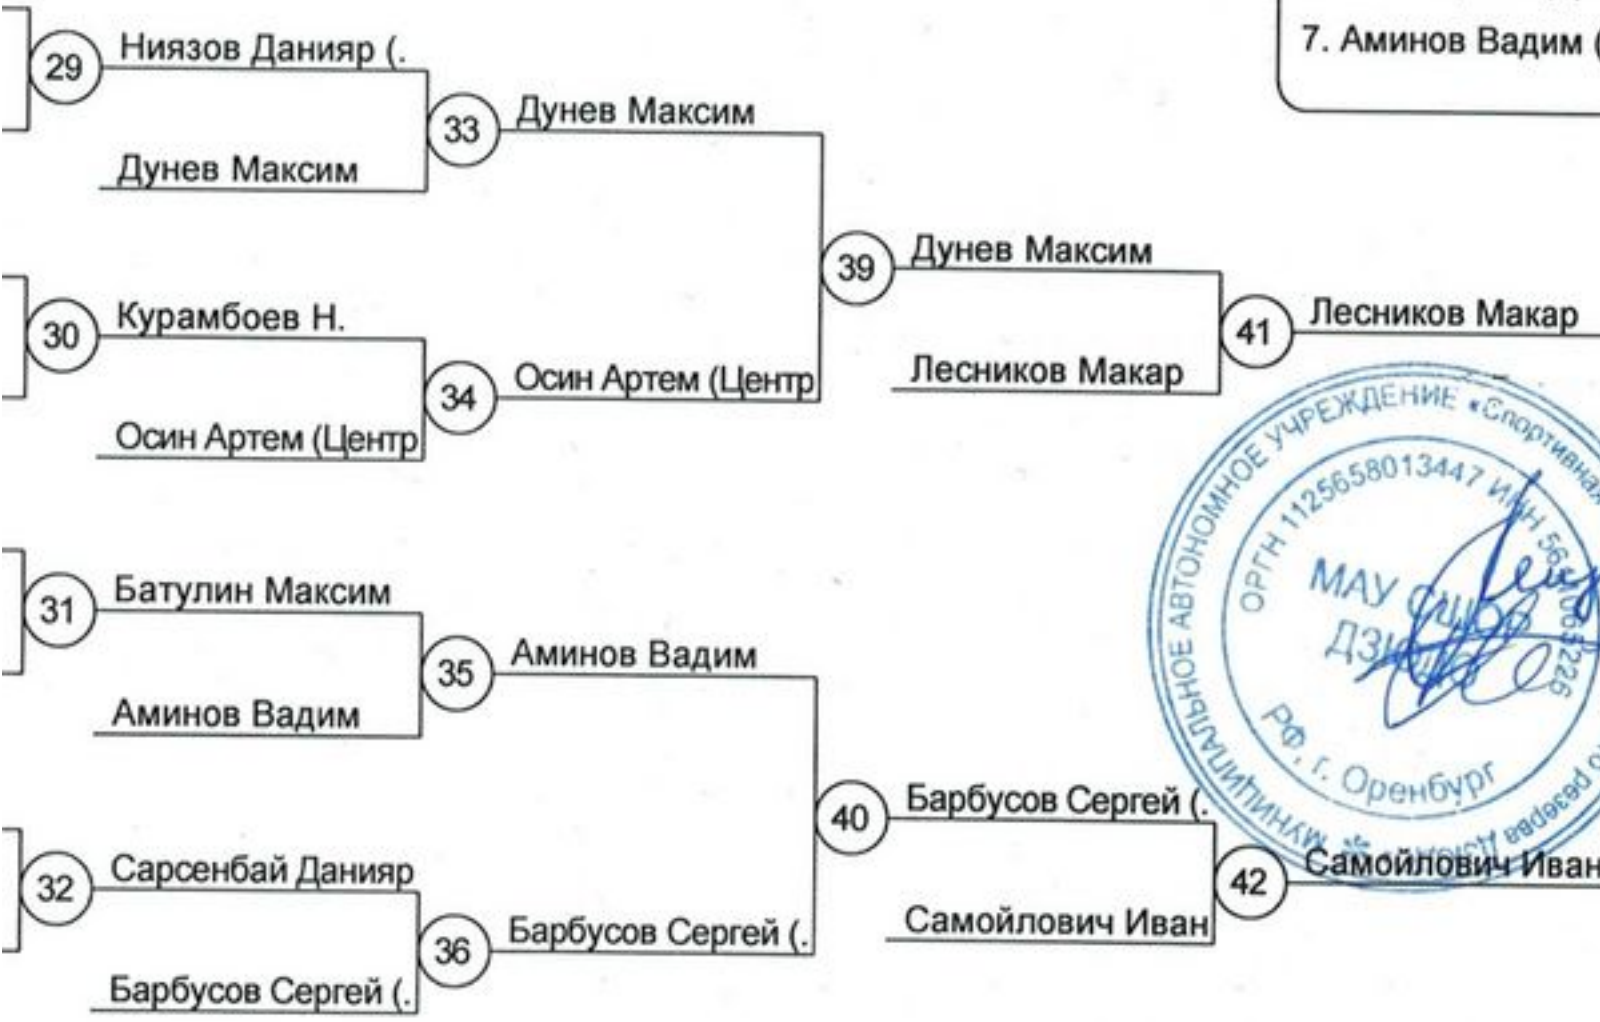 7. Аминов Вадим (
29
Ниязов Данияр (.
Дунев Максим
33
Дунев Максим
30
Курамбоев Н.
Осин Артем (Центр
34
Осин Артем (Центр
39
Дунев Максим
Лесников Макар
41
Лесников Макар
31
Батулин Максим
Аминов Вадим
35
Аминов Вадим
32
Сарсенбай Данияр
Барбусов Сергей (.
36
Барбусов Сергей (.
40
Барбусов Сергей (.
Самойлович Иван
42
Самойлович Иван
МУНИЦИПАЛЬНОЕ АВТОНОМНОЕ УЧРЕЖДЕНИЕ «Спортивная
резерва
ОРГН 1125658013447 ИНН
МАУ
РФ, г. Оренбург